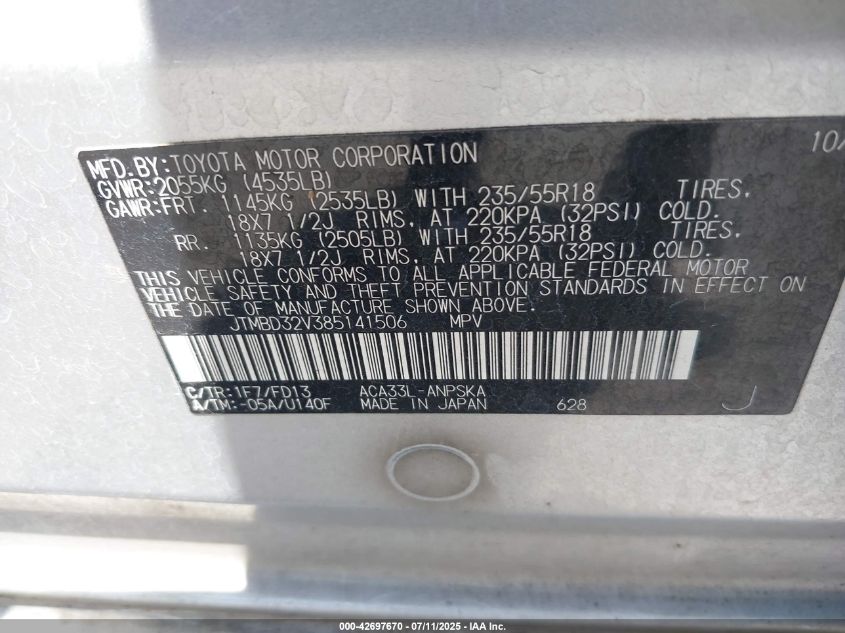 10/
MFD.BY:TOYOTA MOTOR CORPORATION
GVWR:2055KG (4535LB)
GAWR:FRT. 1145KG (2535LB) WITH 235/55R18 TIRES,
18X7 1/2J RIMS, AT 220KPA (32PSI) COLD.
RR. 1135KG (2505LB) WITH 235/55R18 TIRES,
18X7 1/2J RIMS, AT 220KPA (32PSI) COLD.
THIS VEHICLE CONFORMS TO ALL APPLICABLE FEDERAL MOTOR
VEHICLE SAFETY AND THEFT PREVENTION STANDARDS IN EFFECT ON
THE DATE OF MANUFACTURE SHOWN ABOVE.
JTMBD32V385141506 MPV
C/TR:1F7/FD13 ACA33L-ANPSKA
A/TM:-05A/U140F MADE IN JAPAN 628 J
000-42697670 - 07/11/2025 - IAA Inc.